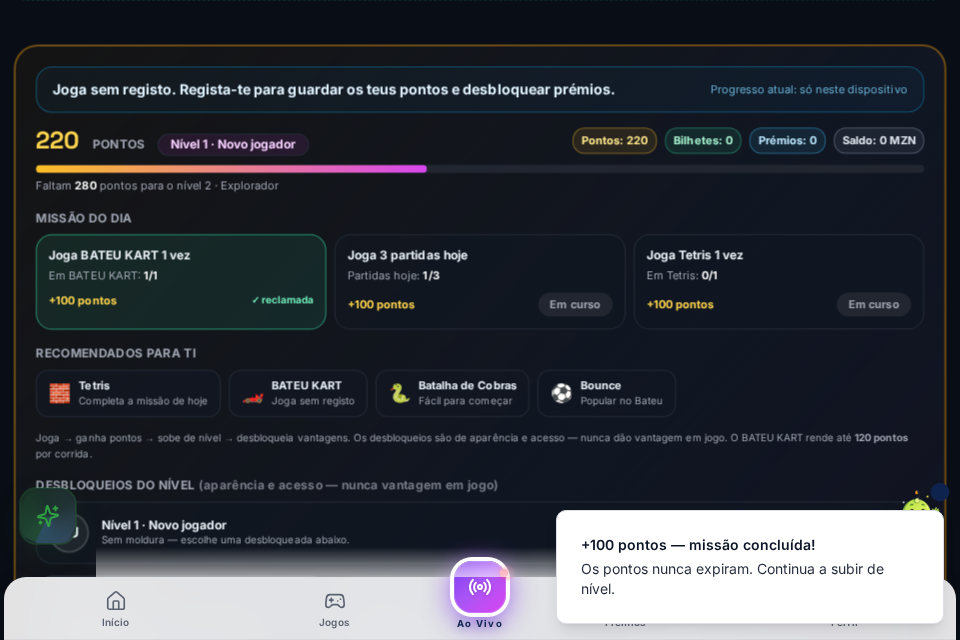 Joga sem registo. Regista-te para guardar os teus pontos e desbloquear prémios.
Progresso atual: só neste dispositivo
220 PONTOS Nível 1 · Novo jogador
Pontos: 220 Bilhetes: 0 Prémios: 0 Saldo: 0 MZN
Faltam 280 pontos para o nível 2 · Explorador
MISSÃO DO DIA
Joga BATEU KART 1 vez
Em BATEU KART: 1/1
+100 pontos ✓ reclamada
Joga 3 partidas hoje
Partidas hoje: 1/3
+100 pontos Em curso
Joga Tetris 1 vez
Em Tetris: 0/1
+100 pontos Em curso
RECOMENDADOS PARA TI
Tetris
Completa a missão de hoje
BATEU KART
Joga sem registo
Batalha de Cobras
Fácil para começar
Bounce
Popular no Bateu
Joga → ganha pontos → sobe de nível → desbloqueia vantagens. Os desbloqueios são de aparência e acesso — nunca dão vantagem em jogo. O BATEU KART rende até 120 pontos
por corrida.
DESBLOQUEIOS DO NÍVEL (aparência e acesso — nunca vantagem em jogo)
Nível 1 · Novo jogador
Sem moldura — escolhe uma desbloqueada abaixo.
+100 pontos — missão concluída!
Os pontos nunca expiram. Continua a subir de
nível.
Início
Jogos
Ao Vivo